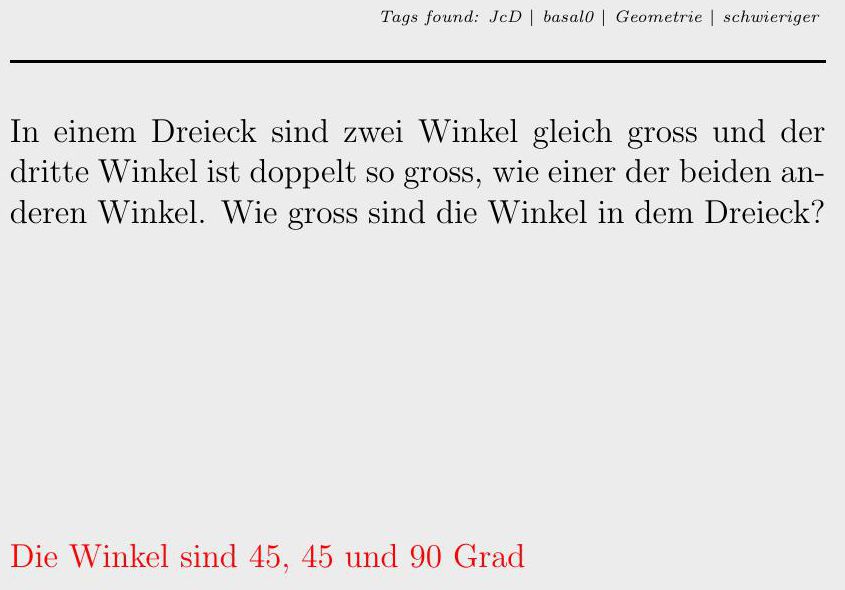 Tags found: JcD | basal0 | Geometrie | schwieriger
In einem Dreieck sind zwei Winkel gleich gross und der
dritte Winkel ist doppelt so gross, wie einer der beiden an-
deren Winkel. Wie gross sind die Winkel in dem Dreieck?
Die Winkel sind 45, 45 und 90 Grad